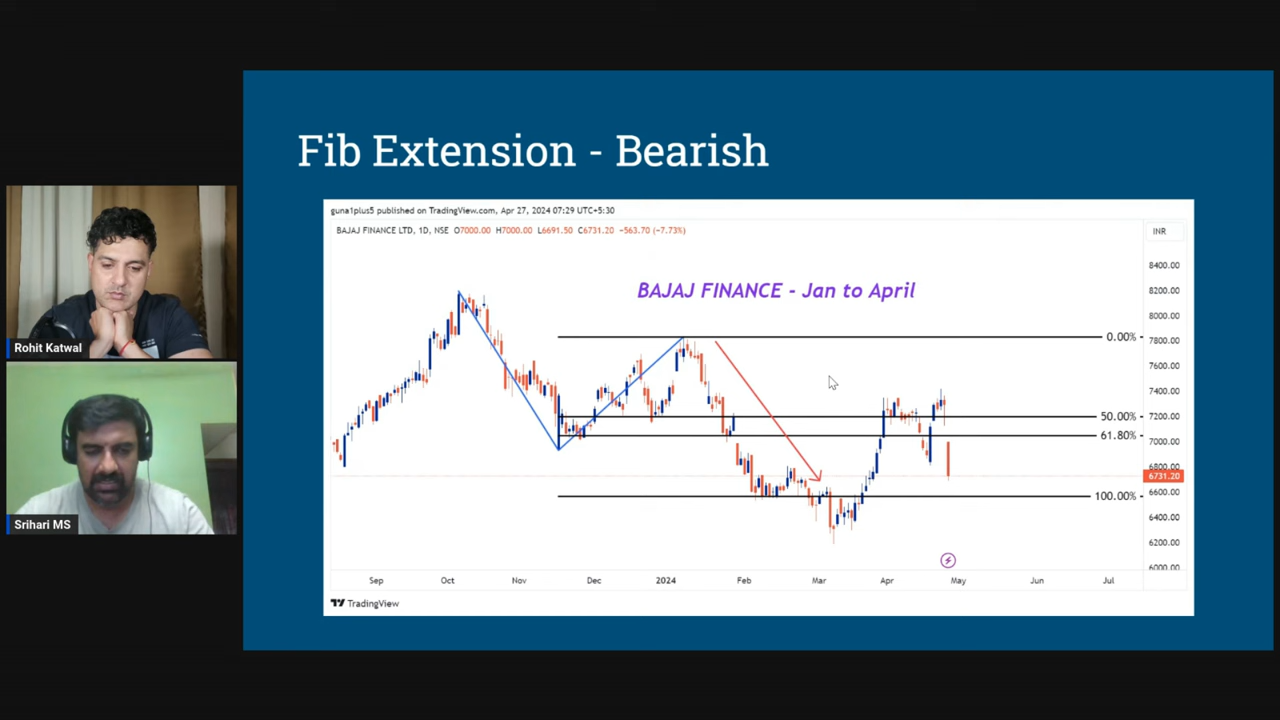 Fib Extension - Bearish
guna1plus5 published on TradingView.com, Apr 27, 2024 07:29 UTC+5:30
BAJAJ FINANCE LTD, 1D, NSE O7000.00 H7000.00 L6691.50 C6731.20 −563.70 (−7.73%)
INR
BAJAJ FINANCE - Jan to April
8400.00
8200.00
8000.00
7800.00
7600.00
7400.00
7200.00
7000.00
6800.00
6731.20
6600.00
6400.00
6200.00
6000.00
0.00%
50.00%
61.80%
100.00%
Sep Oct Nov Dec 2024 Feb Mar Apr May Jun Jul
TradingView
Rohit Katwal
Srihari MS